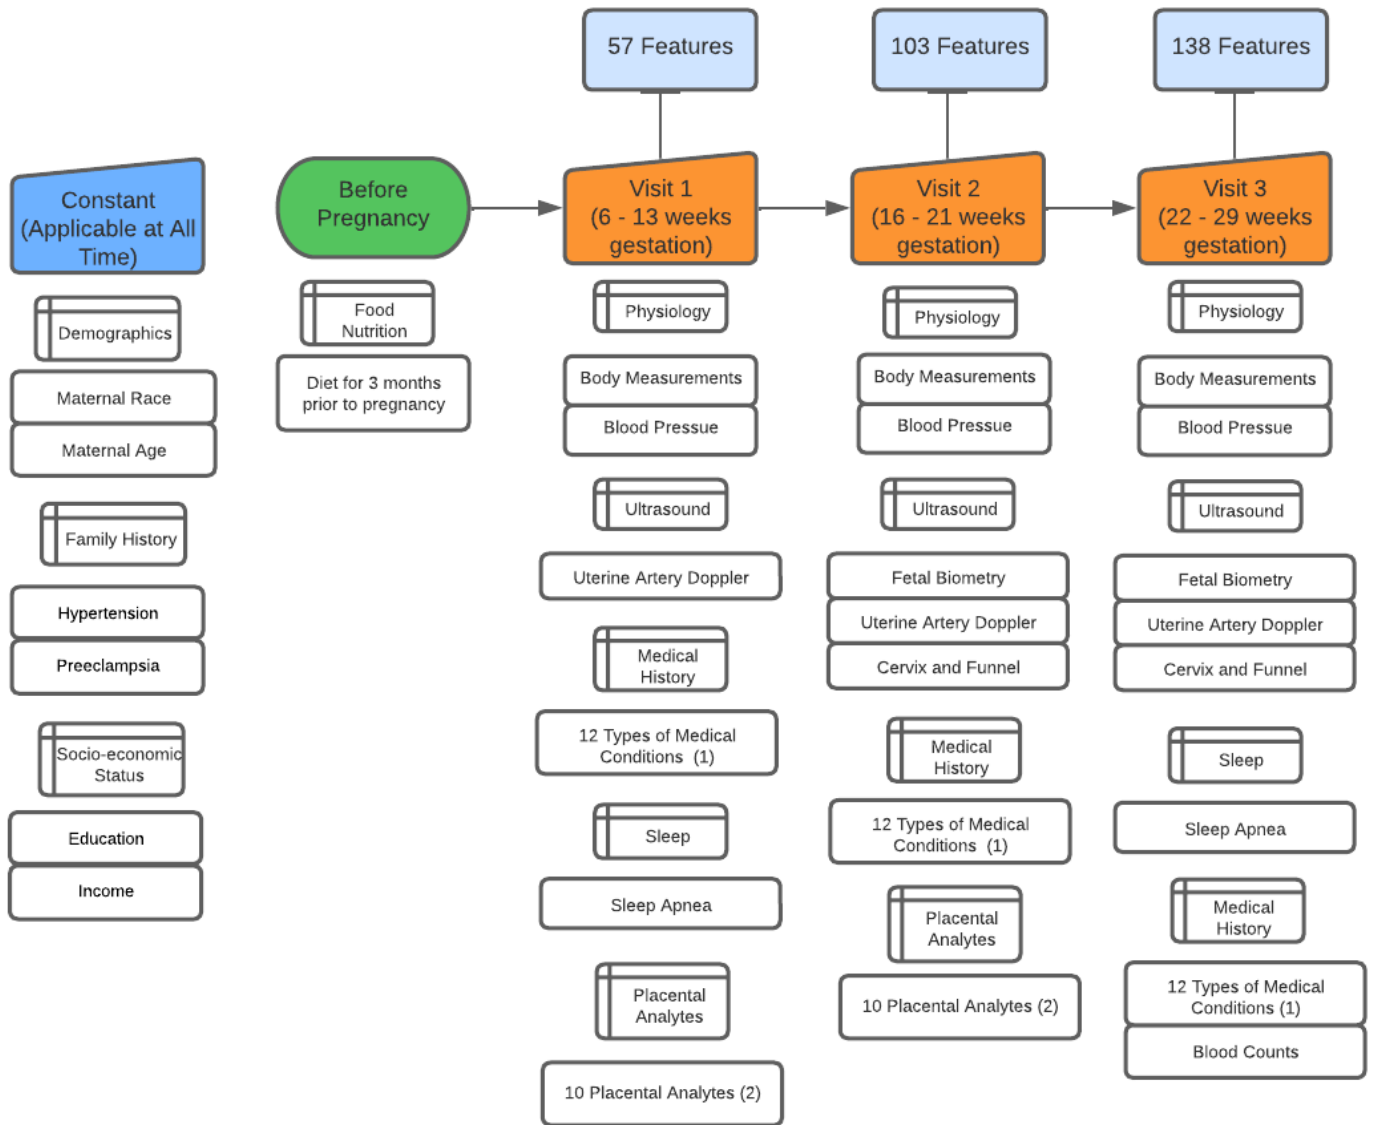 57 Features
103 Features
138 Features
Constant
(Applicable at All
Time)
Before
Pregnancy
Visit 1
(6 - 13 weeks
gestation)
Visit 2
(16 - 21 weeks
gestation)
Visit 3
(22 - 29 weeks
gestation)
Demographics
Maternal Race
Maternal Age
Family History
Hypertension
Preeclampsia
Socio-economic
Status
Education
Income
Food
Nutrition
Diet for 3 months
prior to pregnancy
Physiology
Body Measurements
Blood Pressue
Ultrasound
Uterine Artery Doppler
Medical
History
12 Types of Medical
Conditions (1)
Sleep
Sleep Apnea
Placental
Analytes
10 Placental Analytes (2)
Physiology
Body Measurements
Blood Pressue
Ultrasound
Fetal Biometry
Uterine Artery Doppler
Cervix and Funnel
Medical
History
12 Types of Medical
Conditions (1)
Placental
Analytes
10 Placental Analytes (2)
Physiology
Body Measurements
Blood Pressue
Ultrasound
Fetal Biometry
Uterine Artery Doppler
Cervix and Funnel
Sleep
Sleep Apnea
Medical
History
12 Types of Medical
Conditions (1)
Blood Counts